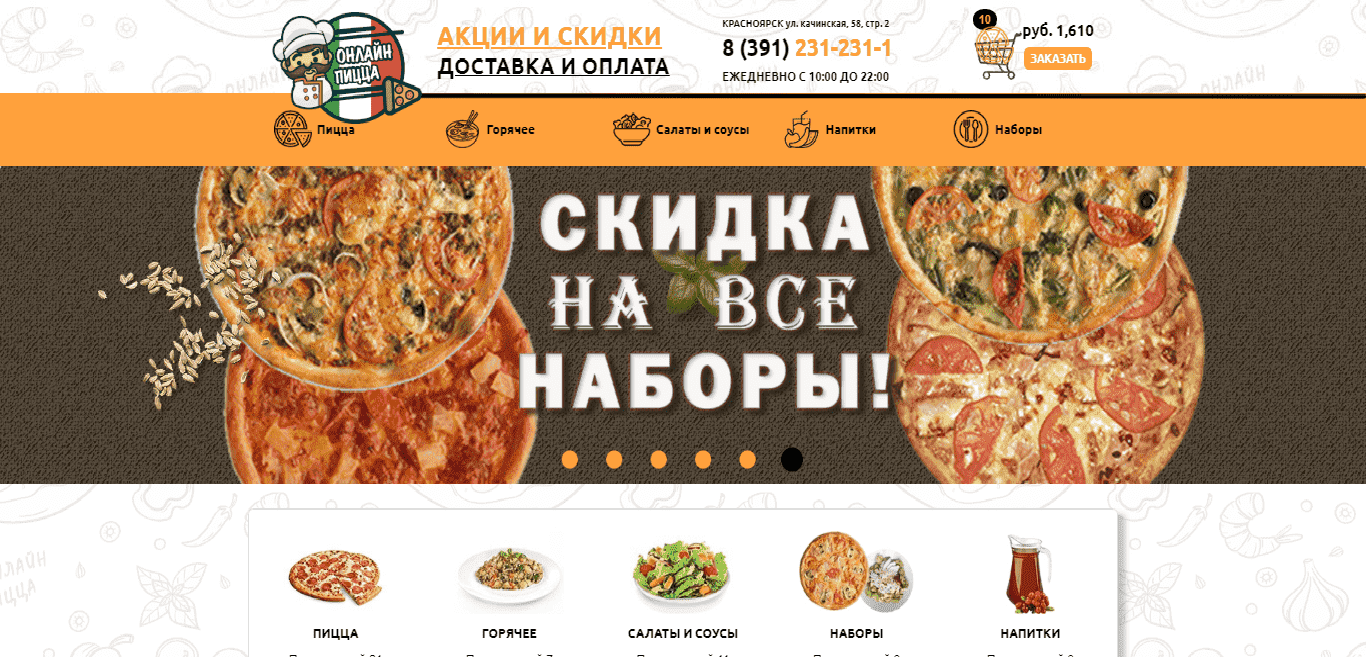 ОНЛАЙН
ПИЦЦА
АКЦИИ И СКИДКИ
ДОСТАВКА И ОПЛАТА
КРАСНОЯРСК ул. качинская, 58, стр. 2
8 (391) 231-231-1
ЕЖЕДНЕВНО С 10:00 ДО 22:00
10
руб. 1,610
ЗАКАЗАТЬ
Пицца
Горячее
Салаты и соусы
Напитки
Наборы
СКИДКА
НА ВСЕ
НАБОРЫ!
ПИЦЦА
ГОРЯЧЕЕ
САЛАТЫ И СОУСЫ
НАБОРЫ
НАПИТКИ